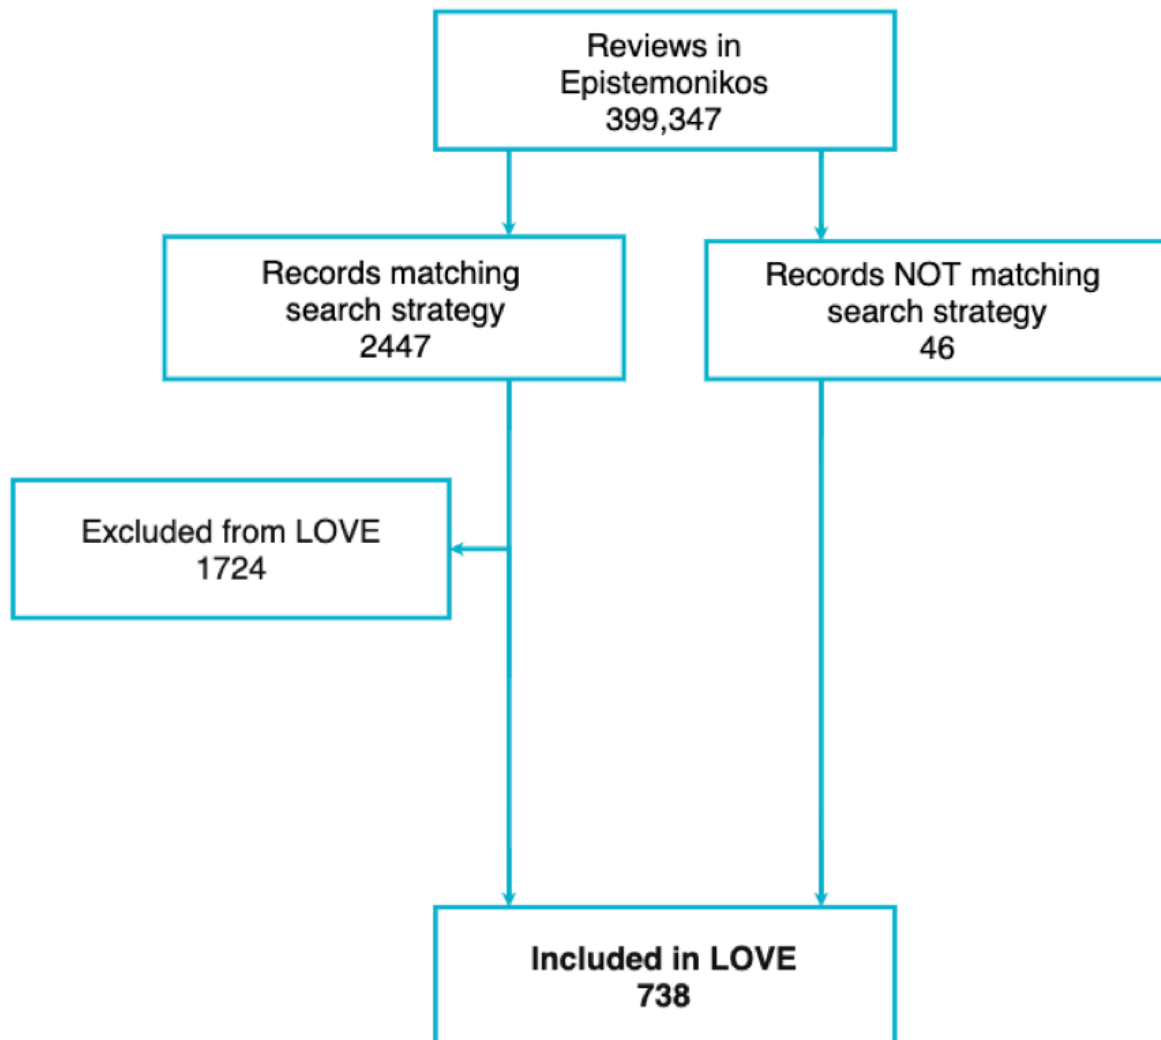 Reviews in
Epistemonikos
399,347
Records matching
search strategy
2447
Records NOT matching
search strategy
46
Excluded from LOVE
1724
Included in LOVE
738